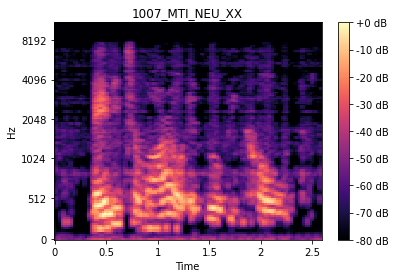 1007_MTI_NEU_XX
+0 dB
8192
-10 dB
4096
-20 dB
-30 dB
2048
Hz
-40 dB
1024
-50 dB
512
-60 dB
-70 dB
0
-80 dB
0 0.5 1 1.5 2 2.5
Time